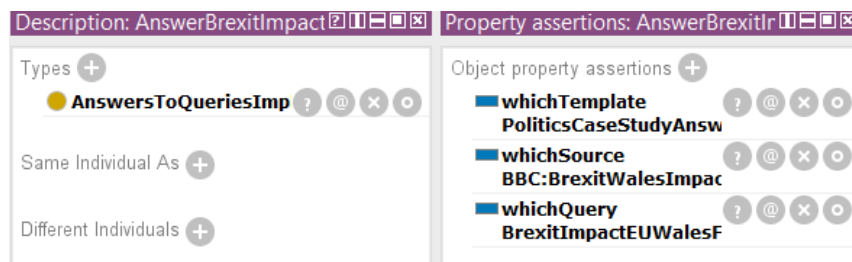 Description: AnswerBrexitImpact
Types
AnswersToQueriesImp
Same Individual As
Different Individuals
Property assertions: AnswerBrexitIr
Object property assertions
whichTemplate
PoliticsCaseStudyAnsw
whichSource
BBC:BrexitWalesImpac
whichQuery
BrexitImpactEUWalesF